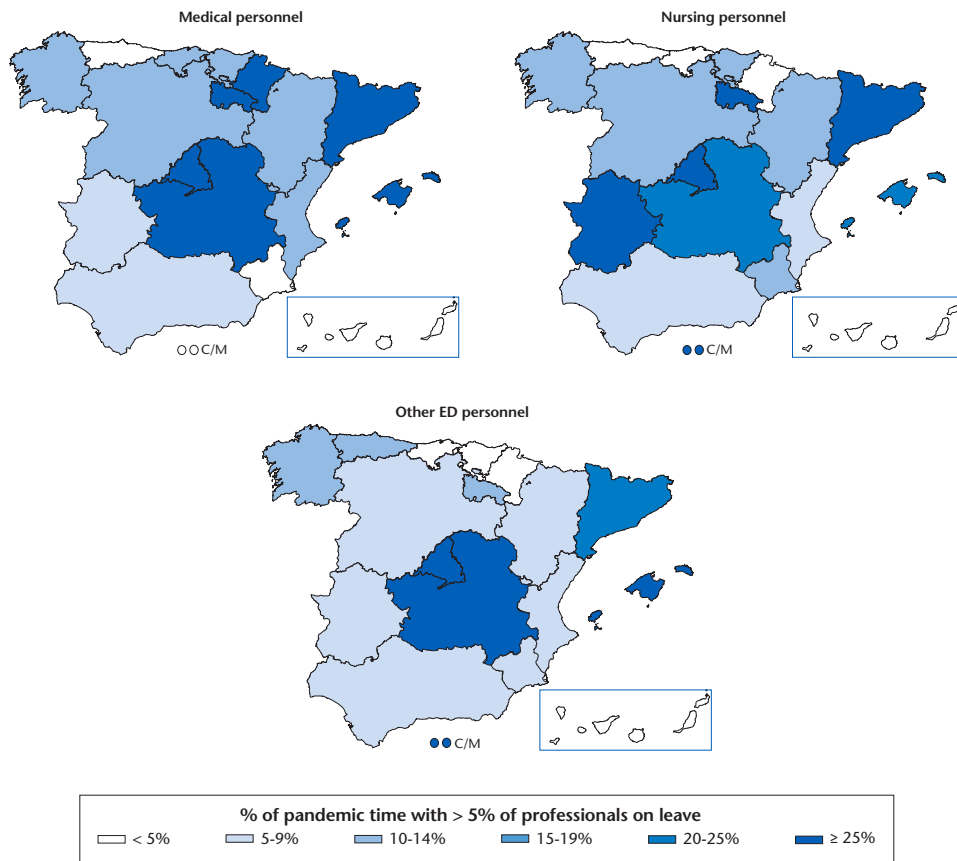 Medical personnel
Nursing personnel
C/M
C/M
Other ED personnel
C/M
% of pandemic time with > 5% of professionals on leave
< 5%
5-9%
10-14%
15-19%
20-25%
≥ 25%